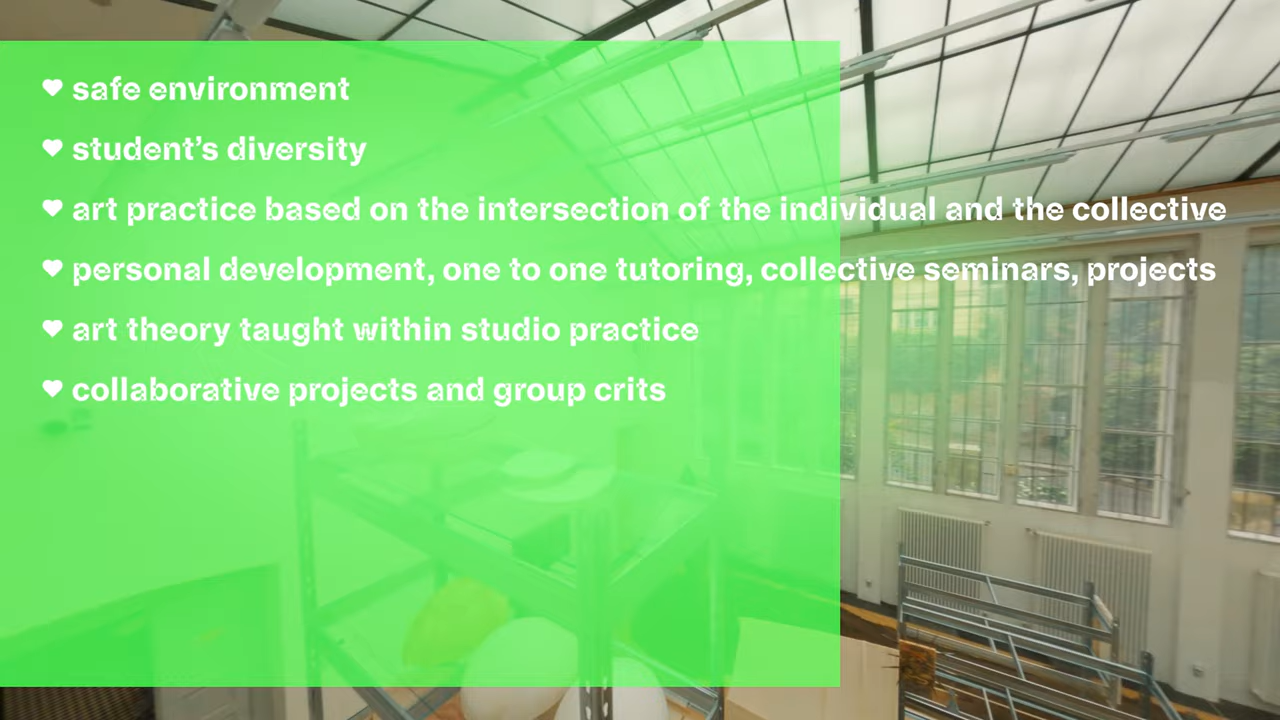 ♥ safe environment
♥ student’s diversity
♥ art practice based on the intersection of the individual and the collective
♥ personal development, one to one tutoring, collective seminars, projects
♥ art theory taught within studio practice
♥ collaborative projects and group crits